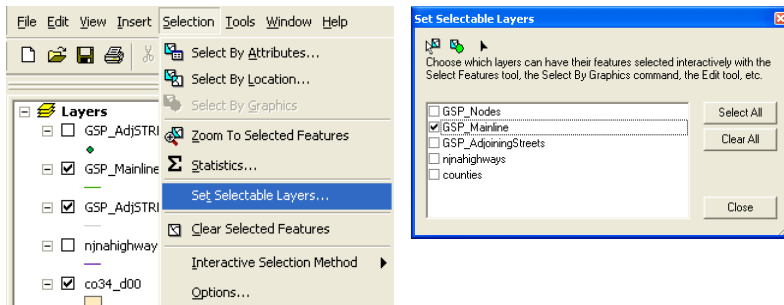 File Edit View Insert Selection Tools Window Help
Select By Attributes...
Select By Location...
Select By Graphics
Zoom To Selected Features
Statistics...
Set Selectable Layers...
Clear Selected Features
Interactive Selection Method
Options...
Layers
GSP_AdjSTRI
GSP_Mainline
GSP_AdjSTRI
njnahighway
co34_d00
Set Selectable Layers
Choose which layers can have their features selected interactively with the
Select Features tool, the Select By Graphics command, the Edit tool, etc.
GSP_Nodes
GSP_Mainline
GSP_AdjoiningStreets
njnahighways
counties
Select All
Clear All
Close